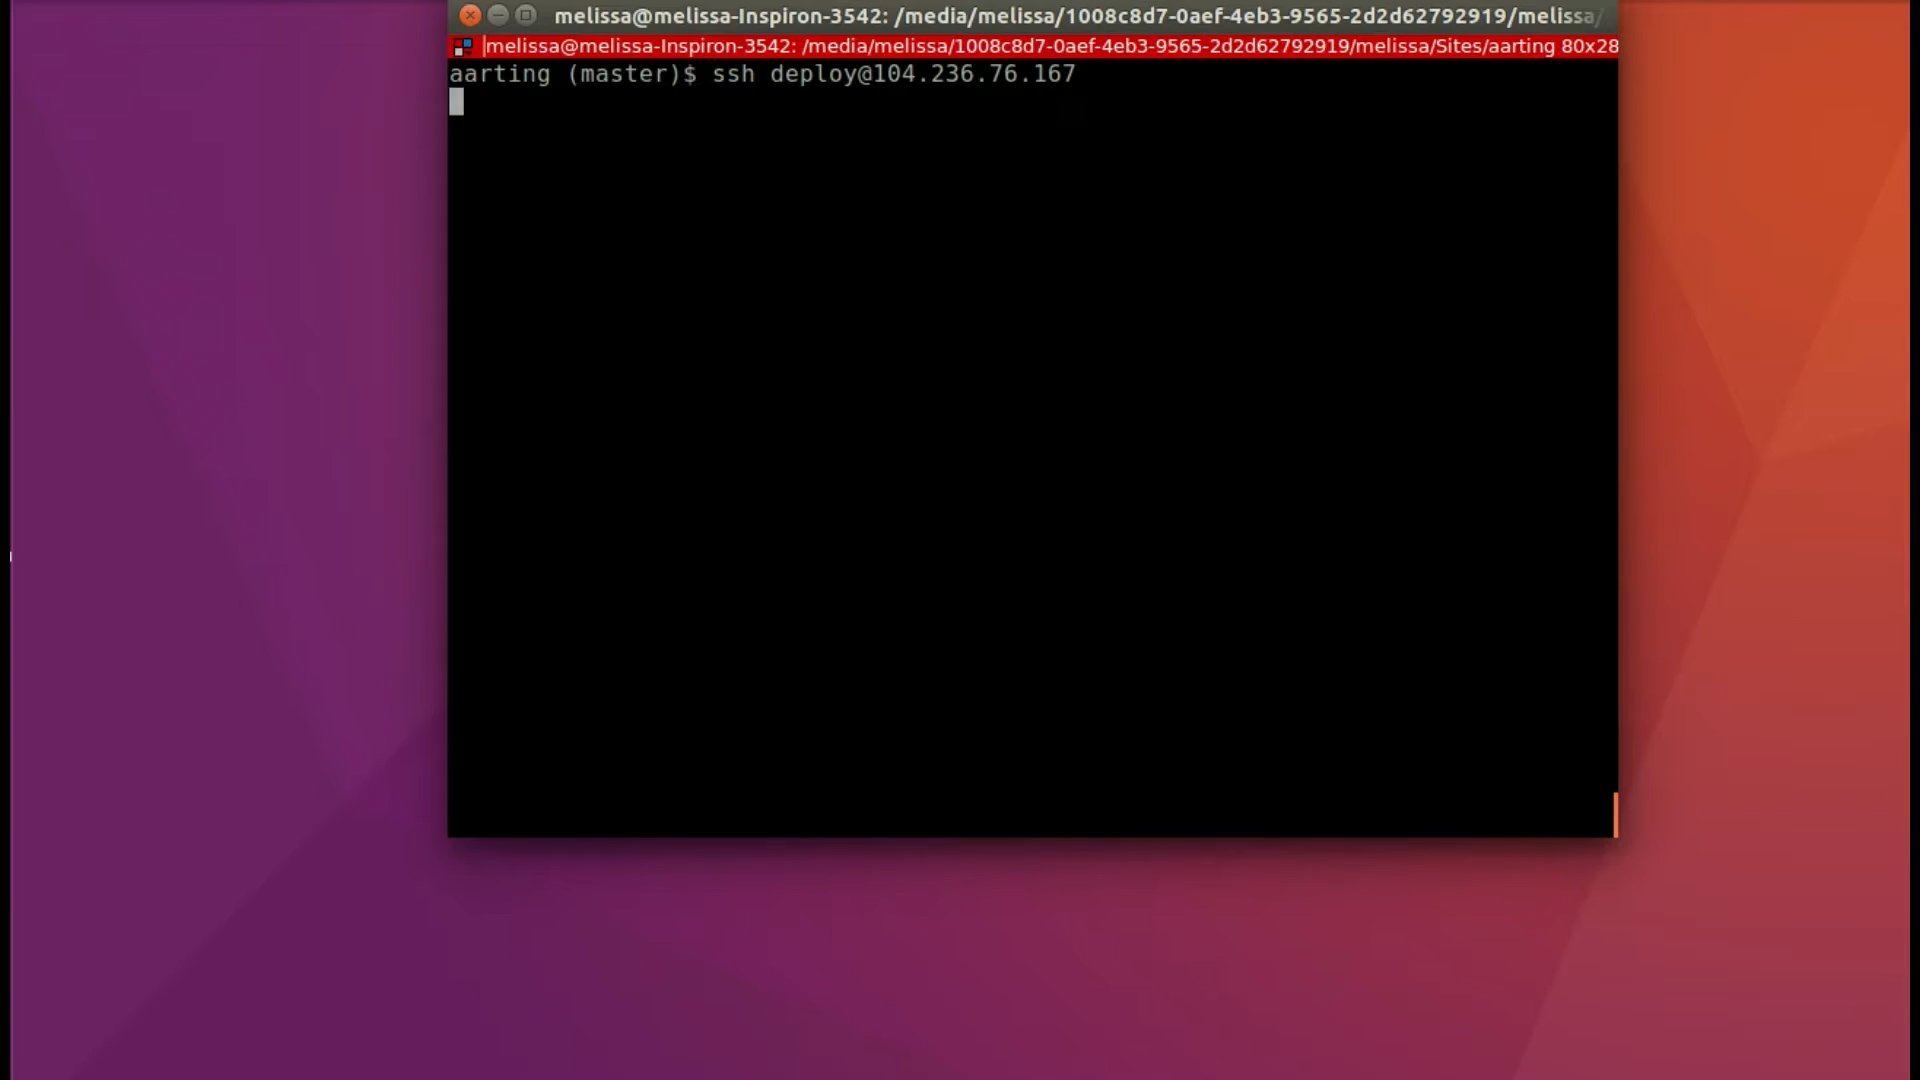 melissa@melissa-Inspiron-3542: /media/melissa/1008c8d7-0aef-4eb3-9565-2d2d62792919/melissa/
melissa@melissa-Inspiron-3542: /media/melissa/1008c8d7-0aef-4eb3-9565-2d2d62792919/melissa/Sites/aarting 80x28
aarting (master)$ ssh deploy@104.236.76.167